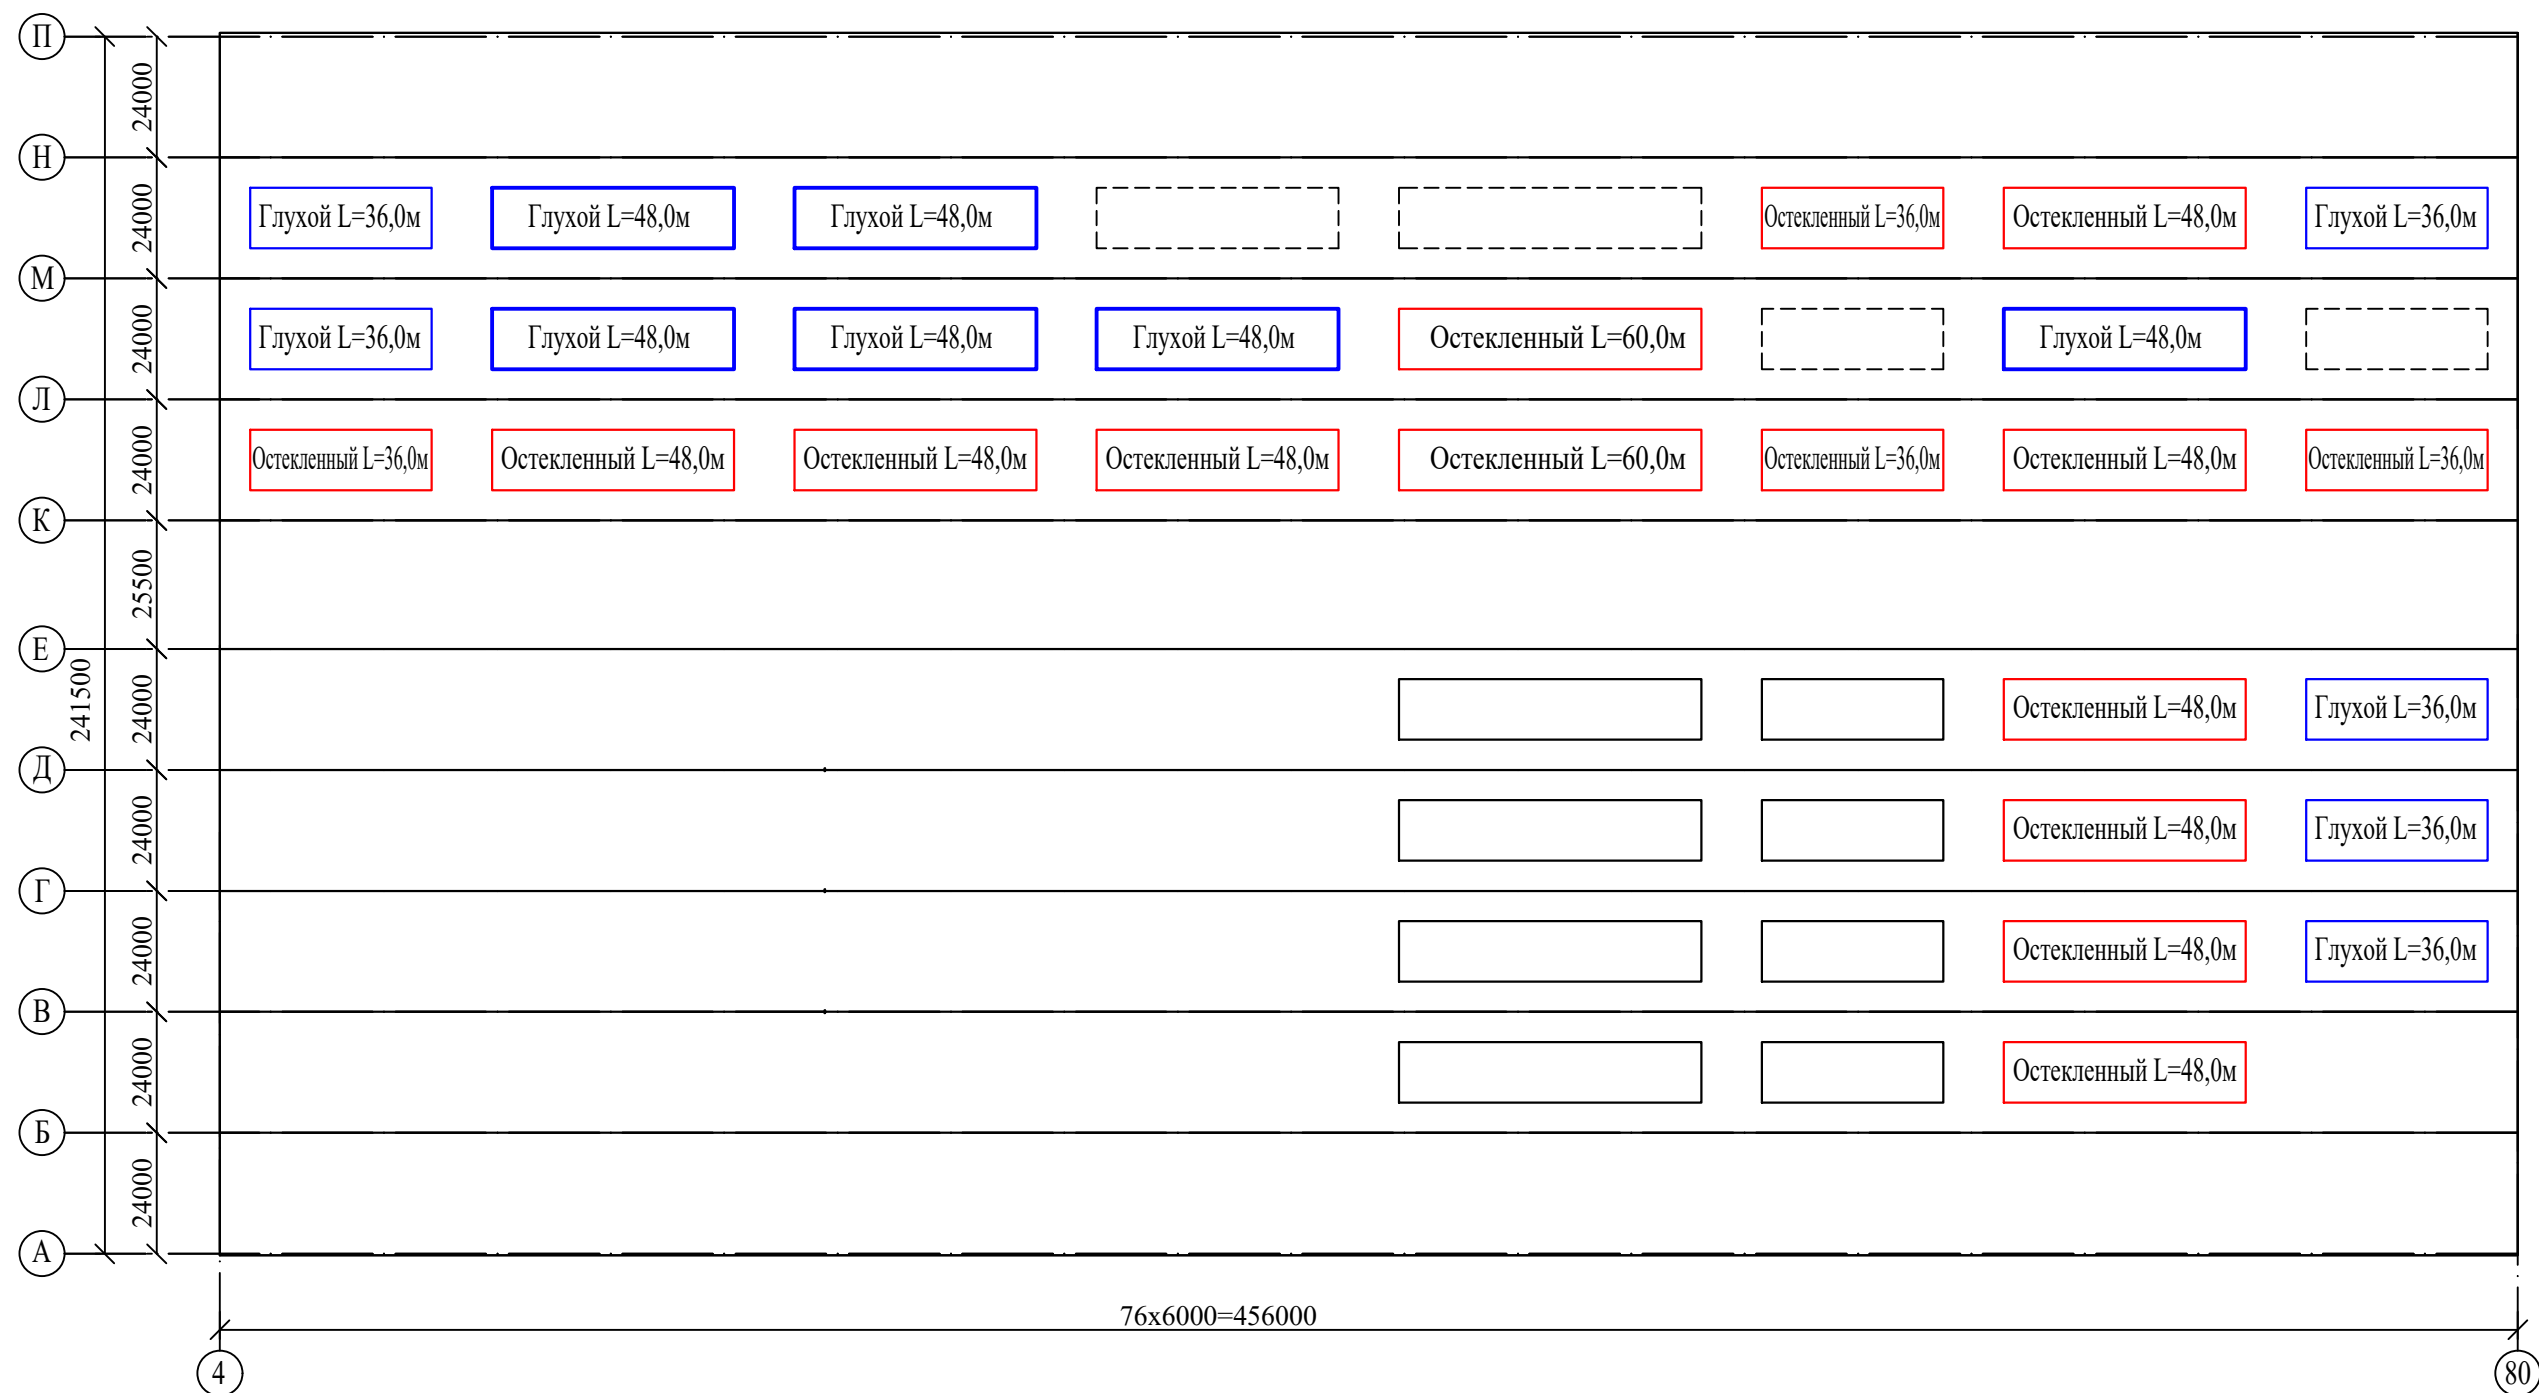 П
24000
Н
Глухой L=36,0м Глухой L=48,0м Глухой L=48,0м Остекленный L=36,0м Остекленный L=48,0м Глухой L=36,0м
24000
М
Глухой L=36,0м Глухой L=48,0м Глухой L=48,0м Глухой L=48,0м Остекленный L=60,0м Глухой L=48,0м
24000
Л
Остекленный L=36,0м Остекленный L=48,0м Остекленный L=48,0м Остекленный L=48,0м Остекленный L=60,0м Остекленный L=36,0м Остекленный L=48,0м Остекленный L=36,0м
24000
К
25500
Е
241500
24000
Остекленный L=48,0м Глухой L=36,0м
Д
24000
Остекленный L=48,0м Глухой L=36,0м
Г
24000
Остекленный L=48,0м Глухой L=36,0м
В
24000
Остекленный L=48,0м
Б
24000
А
76х6000=456000
4
80